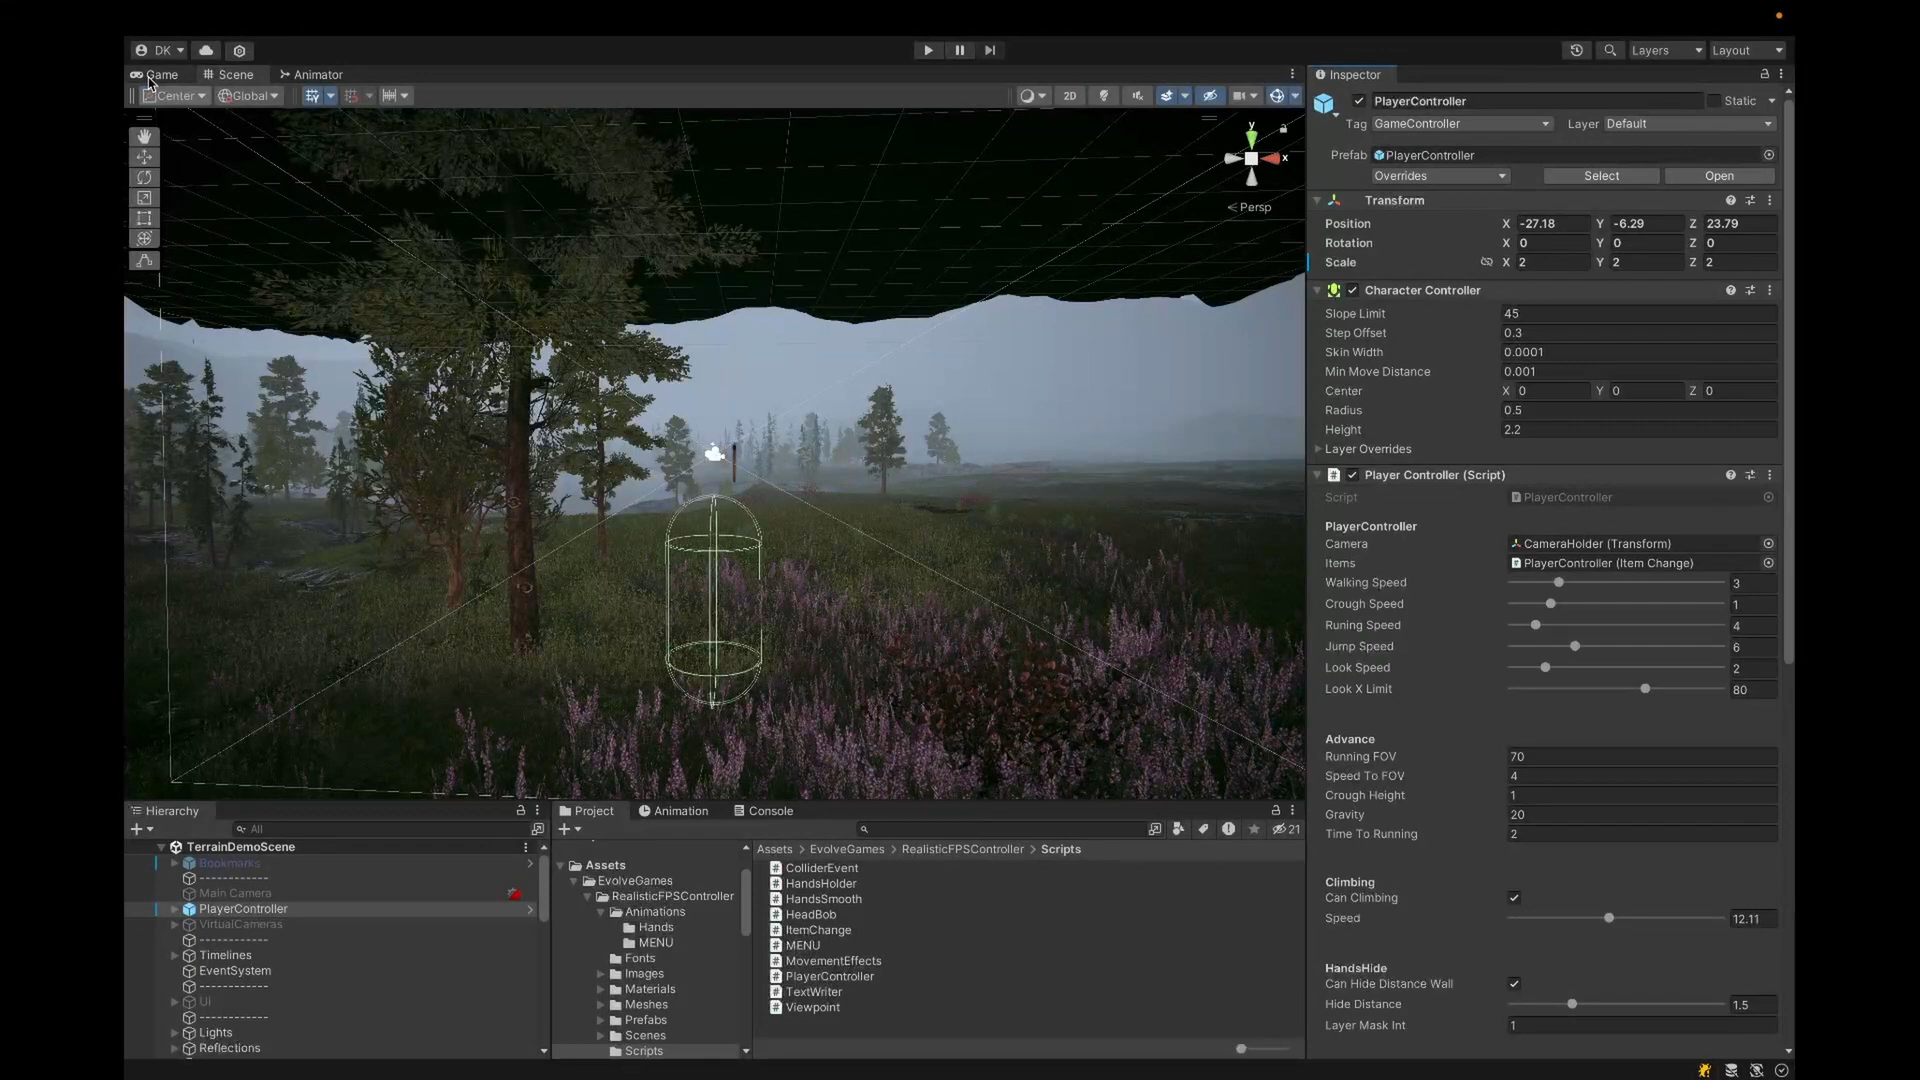 DK
Layers
Layout
Game
Scene
Animator
Center
Global
2D
y
x
Persp
Inspector
PlayerController
Static
Tag
GameController
Layer
Default
Prefab
PlayerController
Overrides
Select
Open
Transform
Position X -27.18 Y -6.29 Z 23.79
Rotation X 0 Y 0 Z 0
Scale X 2 Y 2 Z 2
Character Controller
Slope Limit 45
Step Offset 0.3
Skin Width 0.0001
Min Move Distance 0.001
Center X 0 Y 0 Z 0
Radius 0.5
Height 2.2
Layer Overrides
Player Controller (Script)
Script PlayerController
PlayerController
Camera CameraHolder (Transform)
Items PlayerController (Item Change)
Walking Speed 3
Crough Speed 1
Runing Speed 4
Jump Speed 6
Look Speed 2
Look X Limit 80
Advance
Running FOV 70
Speed To FOV 4
Crough Height 1
Gravity 20
Time To Running 2
Climbing
Can Climbing
Speed 12.11
HandsHide
Can Hide Distance Wall
Hide Distance 1.5
Layer Mask Int 1
Hierarchy
All
TerrainDemoScene
Bookmarks
-------------
Main Camera
PlayerController
VirtualCameras
-------------
Timelines
EventSystem
-------------
UI
-------------
Lights
Reflections
Project
Animation
Console
21
Assets
EvolveGames
RealisticFPSController
Animations
Hands
MENU
Fonts
Images
Materials
Meshes
Prefabs
Scenes
Scripts
Assets > EvolveGames > RealisticFPSController > Scripts
ColliderEvent
HandsHolder
HandsSmooth
HeadBob
ItemChange
MENU
MovementEffects
PlayerController
TextWriter
Viewpoint